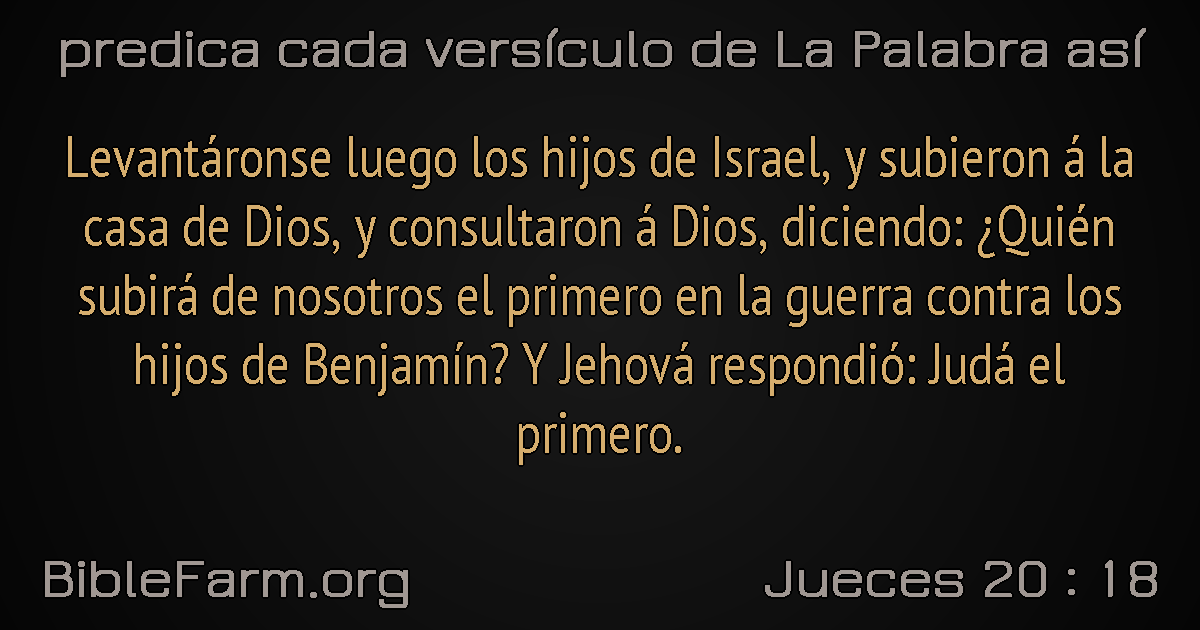 predica cada versículo de La Palabra así
Levantáronse luego los hijos de Israel, y subieron á la
casa de Dios, y consultaron á Dios, diciendo: ¿Quién
subirá de nosotros el primero en la guerra contra los
hijos de Benjamín? Y Jehová respondió: Judá el
primero.
BibleFarm.org
Jueces 20 : 18